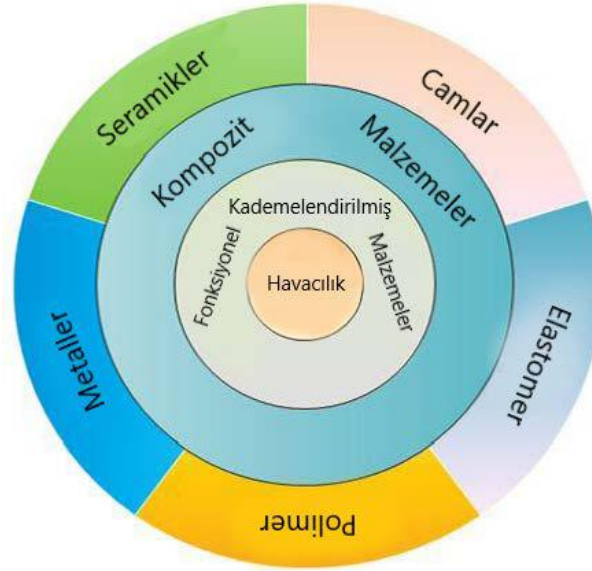 Seramikler
Camlar
Elastomer
Polimer
Metaller
Kompozit
Malzemeler
Fonksiyonel
Kademelendirilmiş
Malzemeler
Havacılık